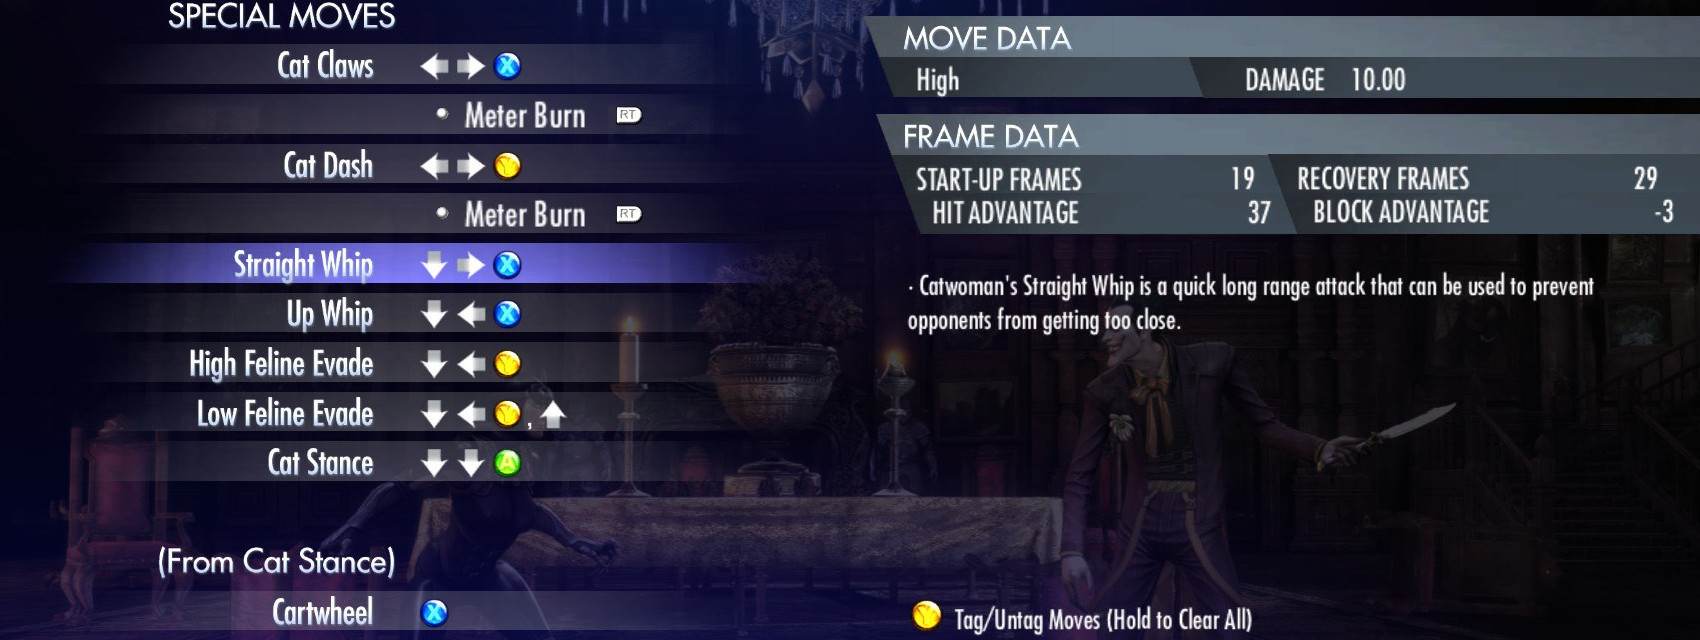 SPECIAL MOVES
Cat Claws X
• Meter Burn RT
Cat Dash Y
• Meter Burn RT
Straight Whip X
Up Whip X
High Feline Evade Y
Low Feline Evade Y ,
Cat Stance A
(From Cat Stance)
Cartwheel X
MOVE DATA
High DAMAGE 10.00
FRAME DATA
START-UP FRAMES 19 RECOVERY FRAMES 29
HIT ADVANTAGE 37 BLOCK ADVANTAGE -3
· Catwoman's Straight Whip is a quick long range attack that can be used to prevent
opponents from getting too close.
Y Tag/Untag Moves (Hold to Clear All)